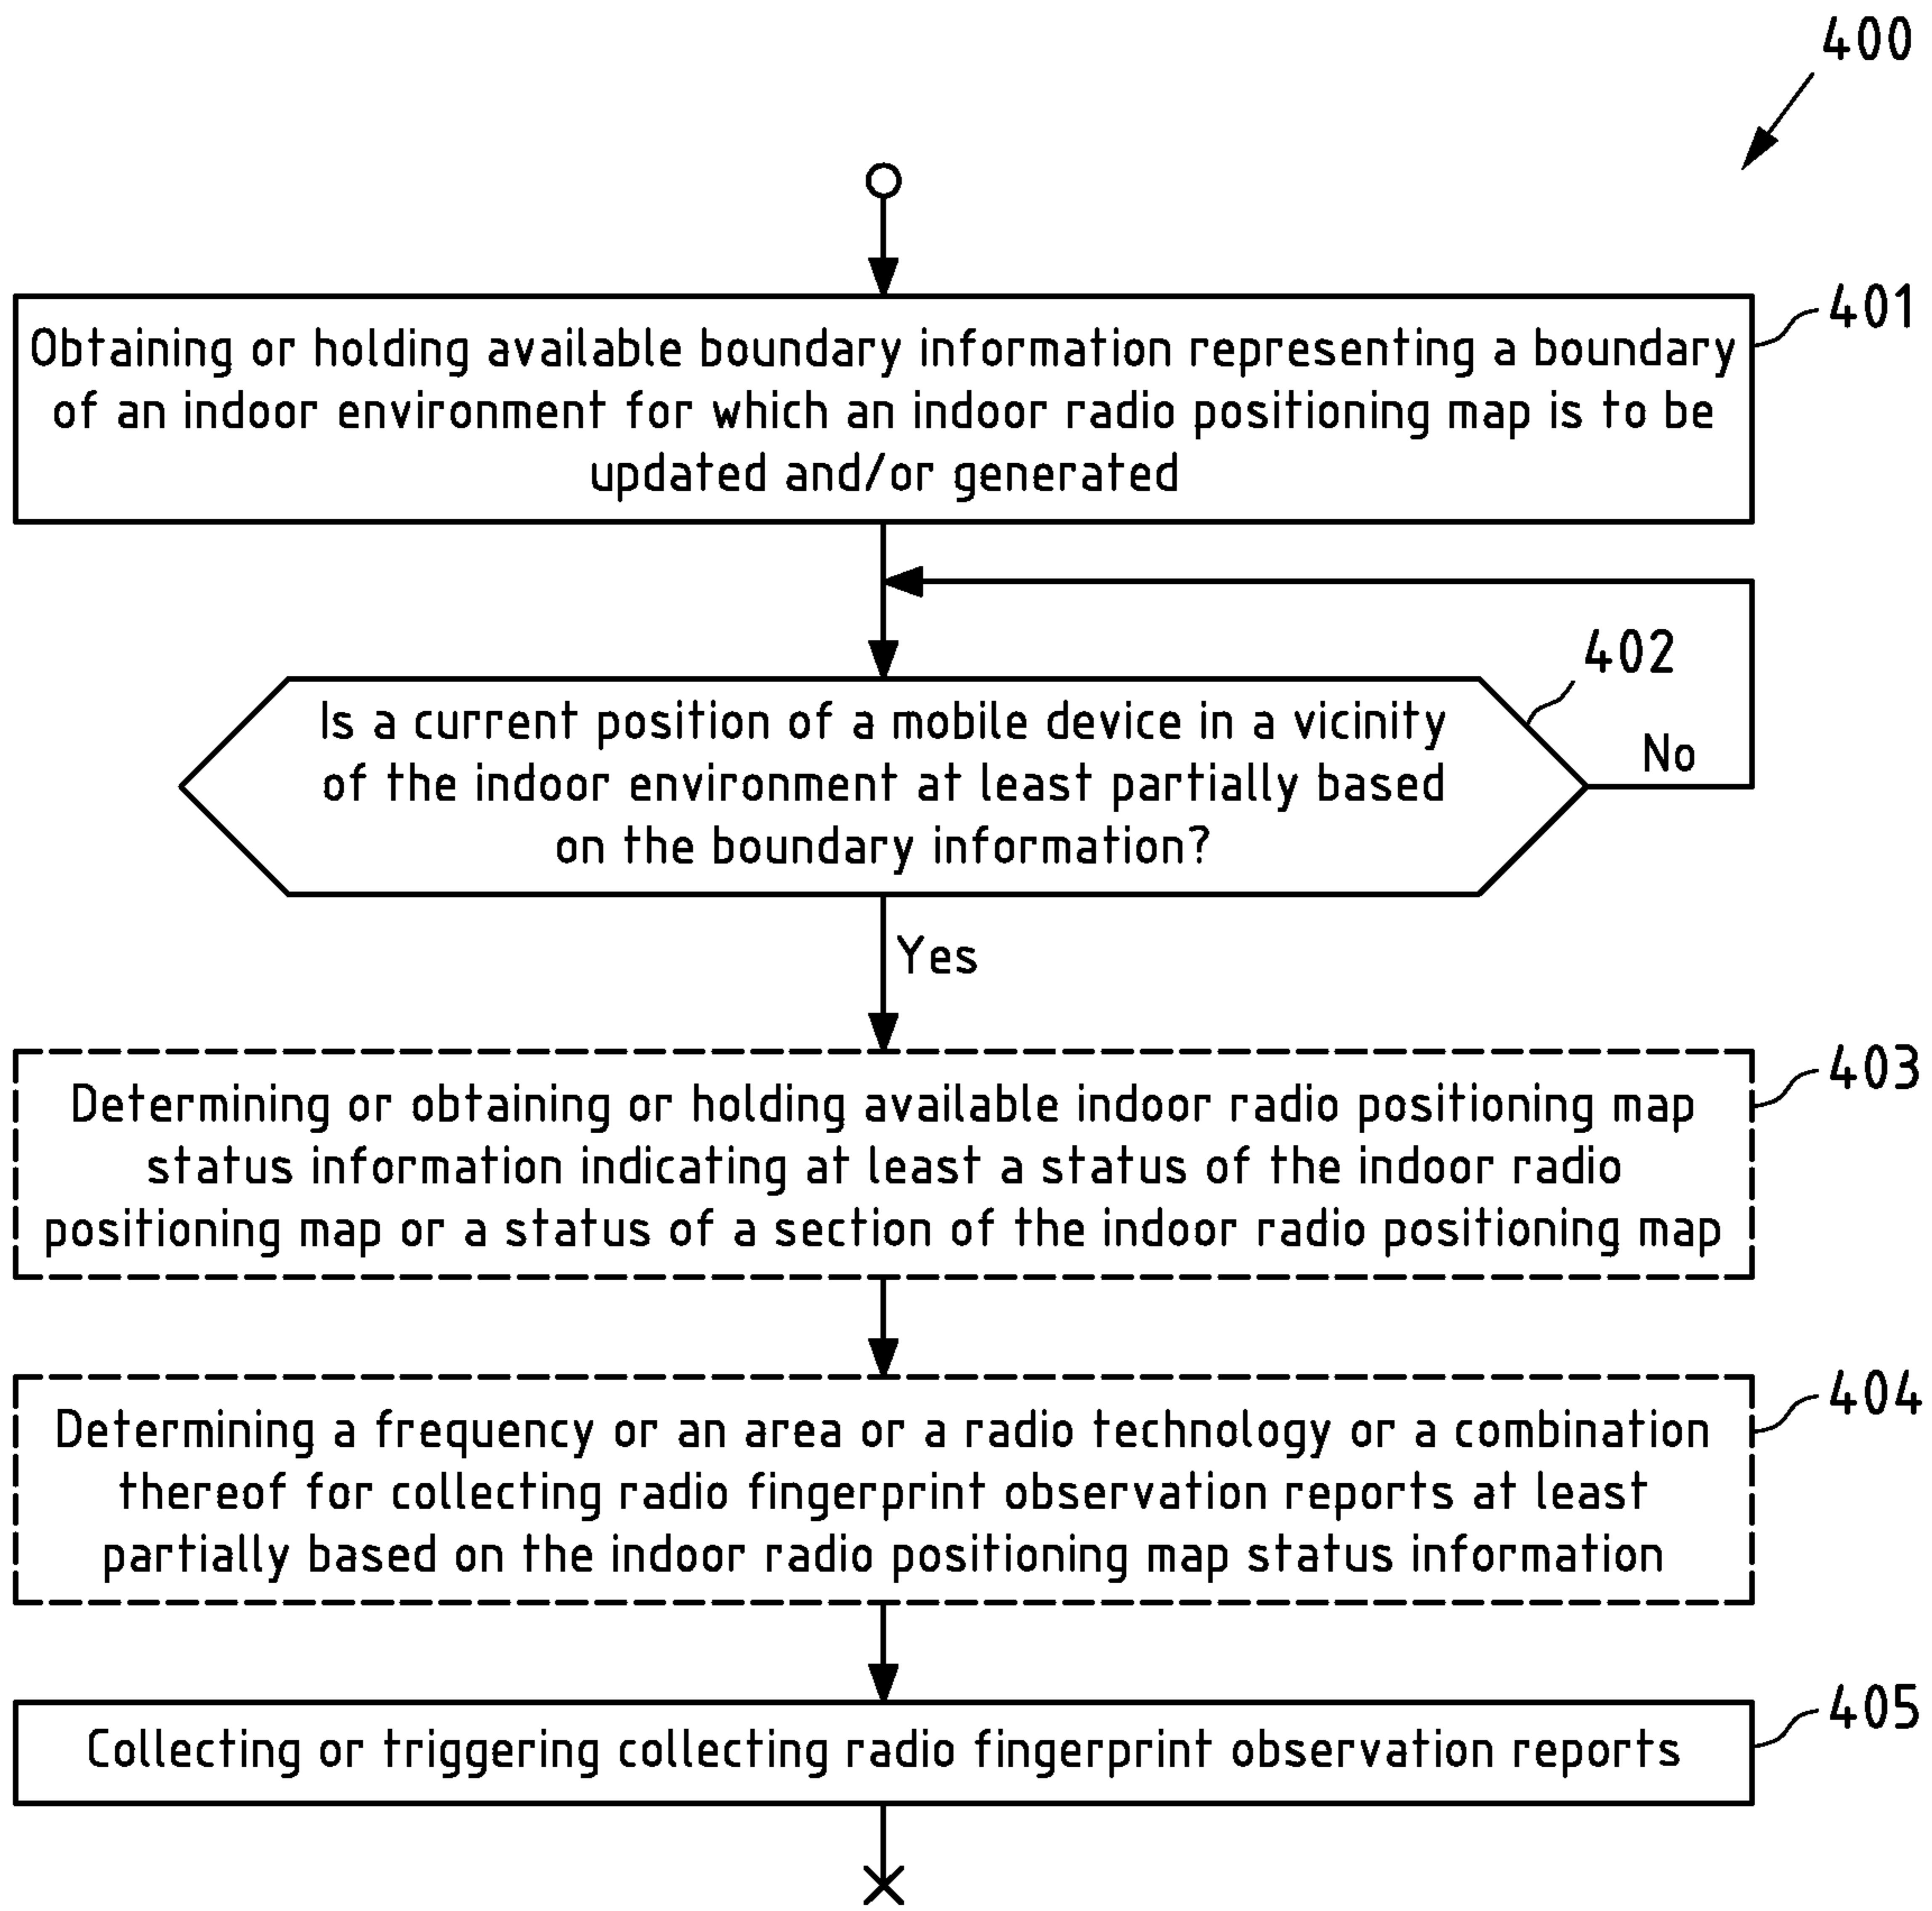 400
401
Obtaining or holding available boundary information representing a boundary
of an indoor environment for which an indoor radio positioning map is to be
updated and/or generated
402
Is a current position of a mobile device in a vicinity
of the indoor environment at least partially based
on the boundary information?
No
Yes
403
Determining or obtaining or holding available indoor radio positioning map
status information indicating at least a status of the indoor radio
positioning map or a status of a section of the indoor radio positioning map
404
Determining a frequency or an area or a radio technology or a combination
thereof for collecting radio fingerprint observation reports at least
partially based on the indoor radio positioning map status information
405
Collecting or triggering collecting radio fingerprint observation reports